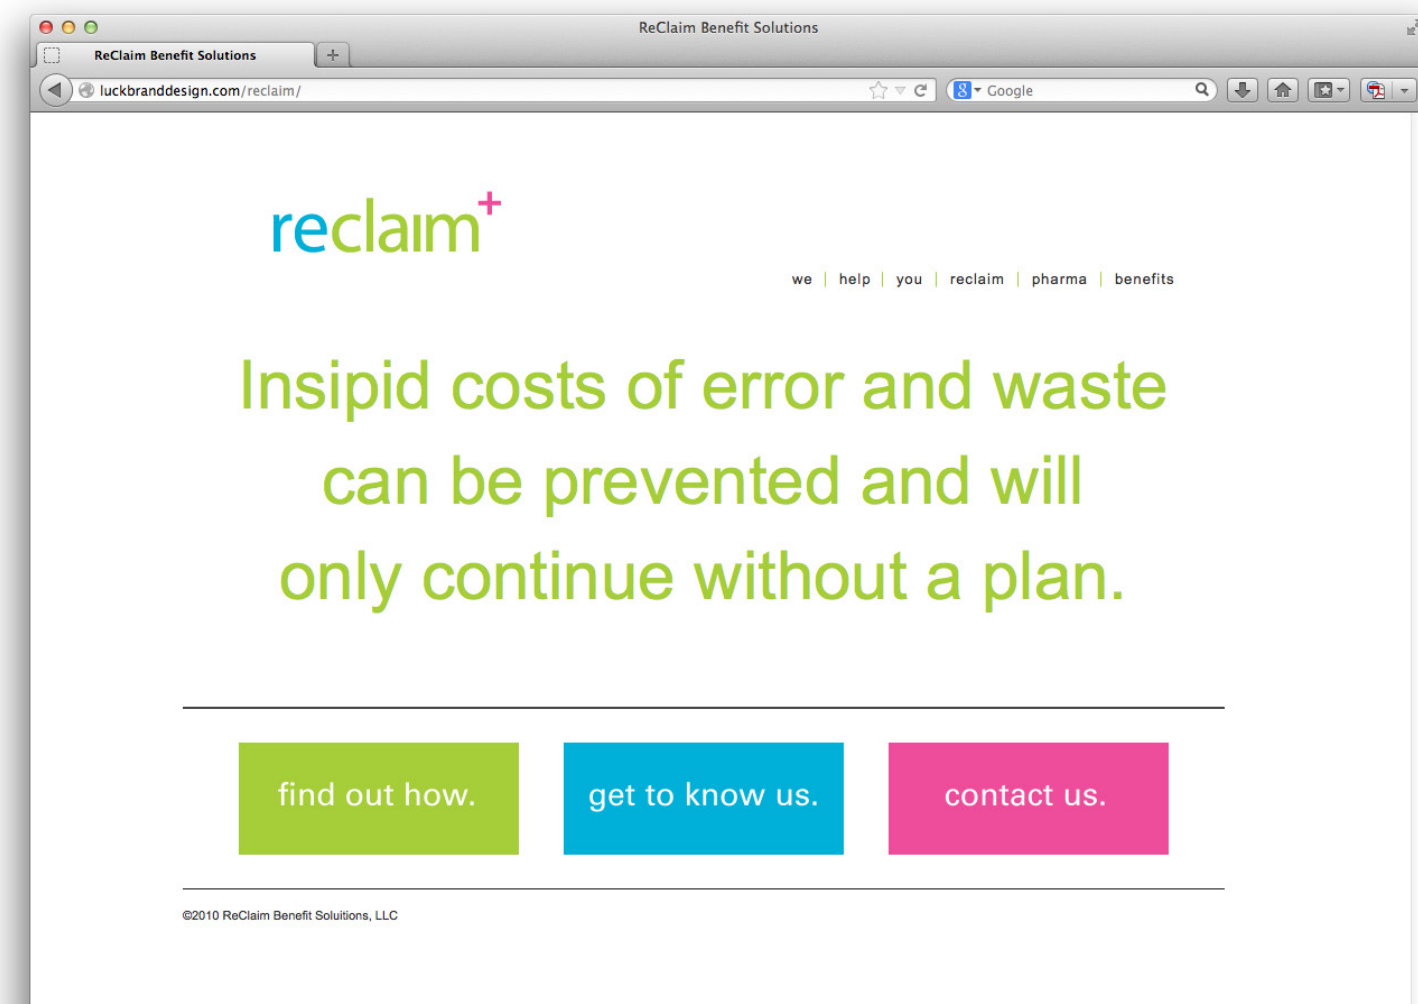 ReClaim Benefit Solutions
ReClaim Benefit Solutions
luckbranddesign.com/reclaim/
Google
reclaim+
we | help | you | reclaim | pharma | benefits
Insipid costs of error and waste
can be prevented and will
only continue without a plan.
find out how.
get to know us.
contact us.
©2010 ReClaim Benefit Soluitions, LLC